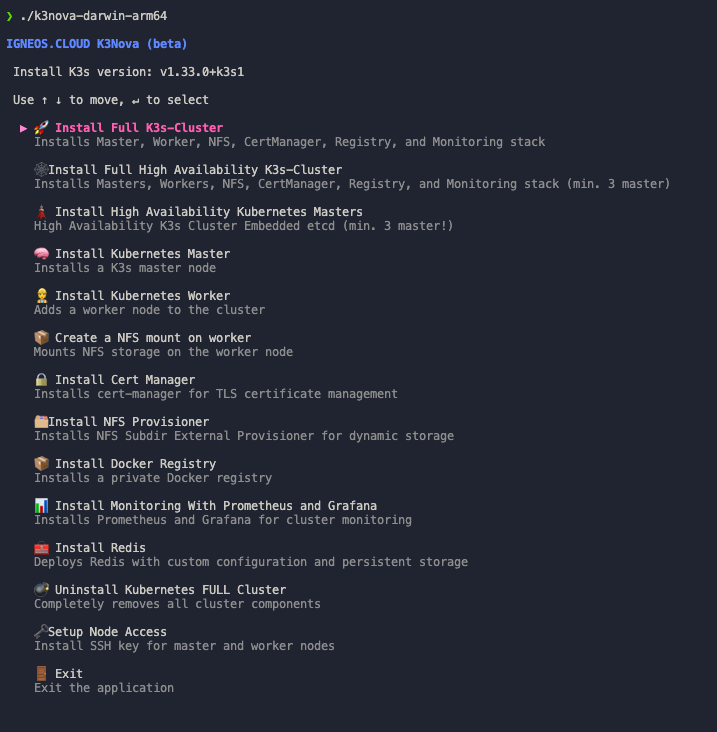 ❯ ./k3nova-darwin-arm64
IGNEOS.CLOUD K3Nova (beta)
Install K3s version: v1.33.0+k3s1
Use ↑ ↓ to move, ↵ to select
▶ 🚀 Install Full K3s-Cluster
Installs Master, Worker, NFS, CertManager, Registry, and Monitoring stack
🕸Install Full High Availability K3s-Cluster
Installs Masters, Workers, NFS, CertManager, Registry, and Monitoring stack (min. 3 master)
🗼 Install High Availability Kubernetes Masters
High Availability K3s Cluster Embedded etcd (min. 3 master!)
🧠 Install Kubernetes Master
Installs a K3s master node
👷 Install Kubernetes Worker
Adds a worker node to the cluster
📦 Create a NFS mount on worker
Mounts NFS storage on the worker node
🔒 Install Cert Manager
Installs cert-manager for TLS certificate management
🗂Install NFS Provisioner
Installs NFS Subdir External Provisioner for dynamic storage
📦 Install Docker Registry
Installs a private Docker registry
📊 Install Monitoring With Prometheus and Grafana
Installs Prometheus and Grafana for cluster monitoring
🧰 Install Redis
Deploys Redis with custom configuration and persistent storage
💣 Uninstall Kubernetes FULL Cluster
Completely removes all cluster components
🗝Setup Node Access
Install SSH key for master and worker nodes
🚪 Exit
Exit the application